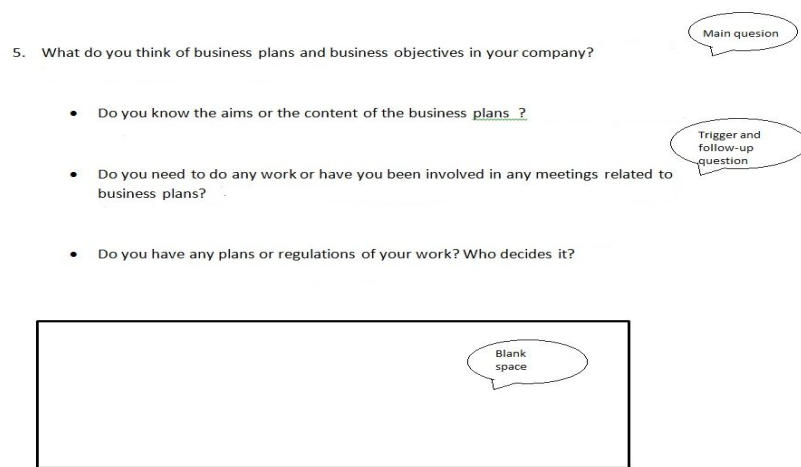 Main quesion
5. What do you think of business plans and business objectives in your company?
• Do you know the aims or the content of the business plans ?
Trigger and
follow-up
question
• Do you need to do any work or have you been involved in any meetings related to
business plans?
• Do you have any plans or regulations of your work? Who decides it?
Blank
space